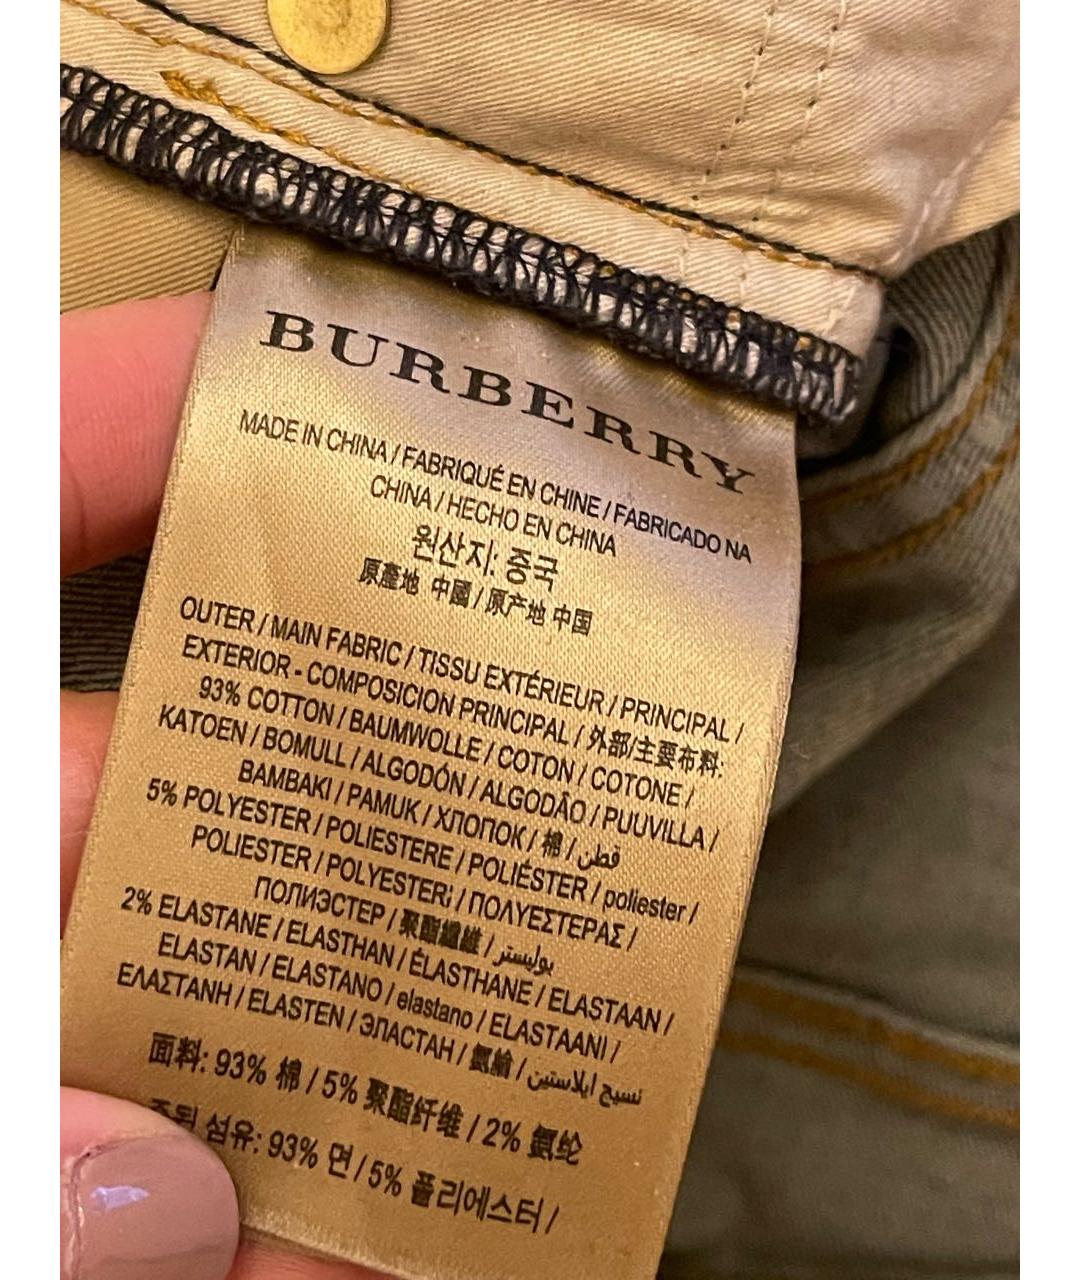 BURBERRY
MADE IN CHINA / FABRIQUÉ EN CHINE / FABRICADO NA
CHINA / HECHO EN CHINA
원산지: 중국
原產地 中國 / 原产地 中国
OUTER / MAIN FABRIC / TISSU EXTÉRIEUR / PRINCIPAL /
EXTERIOR - COMPOSICION PRINCIPAL / 外部/主要布料:
93% COTTON / BAUMWOLLE / COTON / COTONE /
KATOEN / BOMULL / ALGODÓN / ALGODÃO / PUUVILLA /
BAMBAKI / PAMUK / ХЛОПОК / 棉 / قطن
5% POLYESTER / POLIESTERE / POLIÉSTER / poliester /
POLIESTER / POLYESTER; / ΠΟΛΥΕΣΤΕΡΑΣ /
ПОЛИЭСТЕР / 聚酯纖維 / بوليستر
2% ELASTANE / ELASTHAN / ÉLASTHANE / ELASTAAN /
ELASTAN / ELASTANO / elastano / ELASTAANI /
ΕΛΑΣΤΑΝΗ / ELASTEN / ЭЛАСТАН / 氨綸 / نسيج ايلاستين
面料: 93% 棉 / 5% 聚酯纤维 / 2% 氨纶
섬유: 93% 면 / 5% 폴리에스터 /